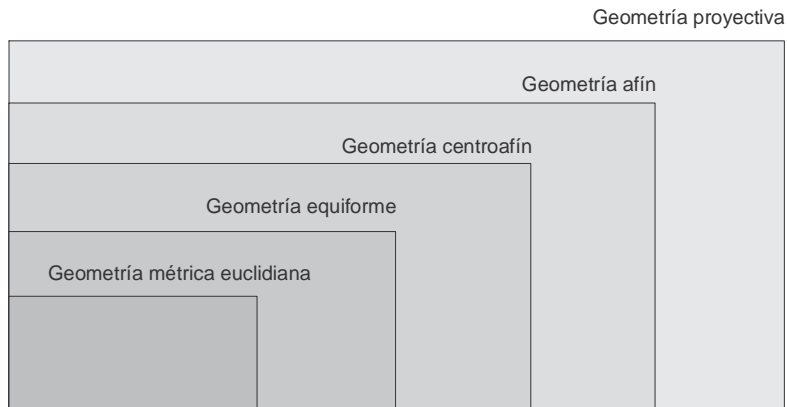 Geometría proyectiva
Geometría afín
Geometría centroafín
Geometría equiforme
Geometría métrica euclidiana